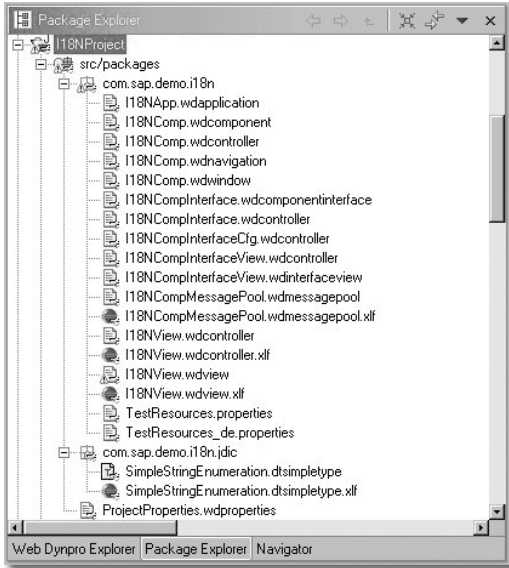 Package Explorer
I18NProject
src/packages
com.sap.demo.i18n
I18NApp.wdapplication
I18NComp.wdcomponent
I18NComp.wdcontroller
I18NComp.wdnavigation
I18NComp.wdwindow
I18NCompInterface.wdcomponentinterface
I18NCompInterface.wdcontroller
I18NCompInterfaceCfg.wdcontroller
I18NCompInterfaceView.wdcontroller
I18NCompInterfaceView.wdinterfaceview
I18NCompMessagePool.wdmessagepool
I18NCompMessagePool.wdmessagepool.xlf
I18NView.wdcontroller
I18NView.wdcontroller.xlf
I18NView.wdview
I18NView.wdview.xlf
TestResources.properties
TestResources_de.properties
com.sap.demo.i18n.jdic
SimpleStringEnumeration.dtsimpletype
SimpleStringEnumeration.dtsimpletype.xlf
ProjectProperties.wdproperties
Web Dynpro Explorer Package Explorer Navigator